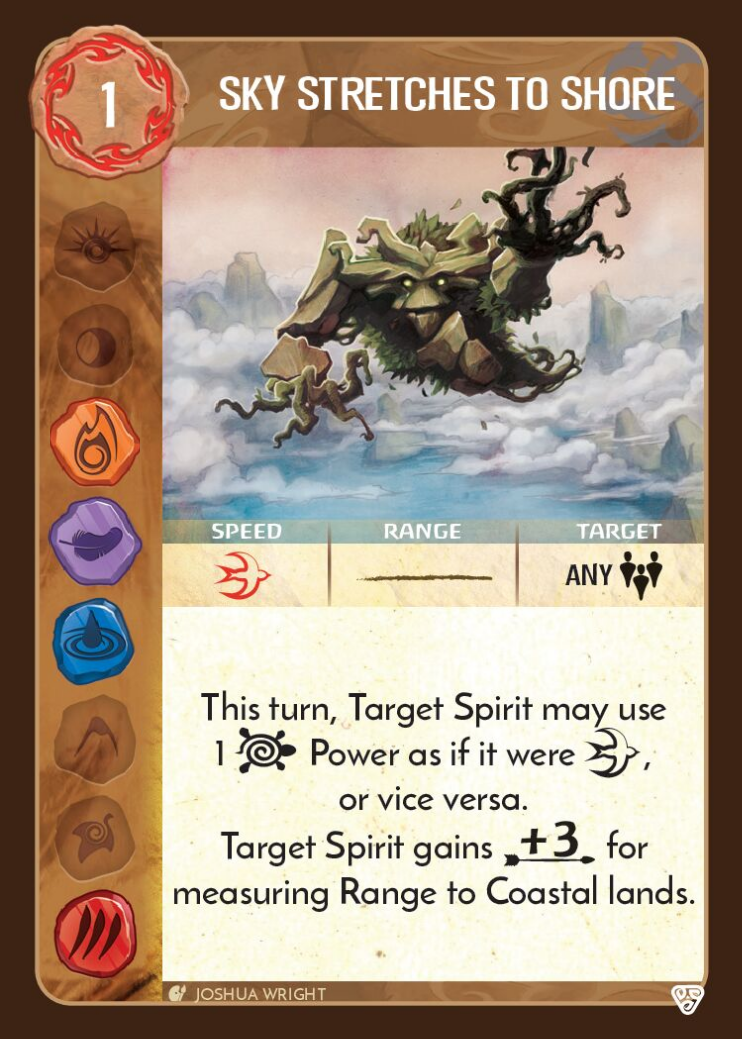 1
SKY STRETCHES TO SHORE
SPEED RANGE TARGET
ANY
This turn, Target Spirit may use
1 Power as if it were ,
or vice versa.
Target Spirit gains +3 for
measuring Range to Coastal lands.
JOSHUA WRIGHT